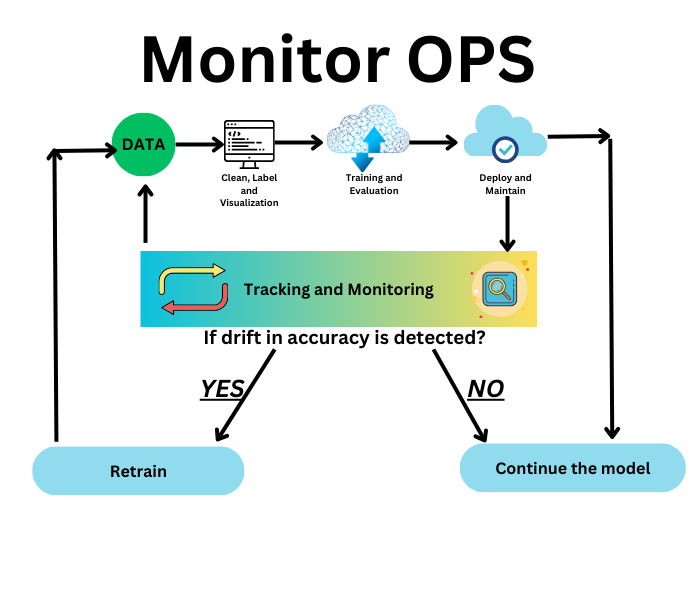 Monitor OPS
DATA
Clean, Label
and
Visualization
Training and
Evaluation
Deploy and
Maintain
Tracking and Monitoring
If drift in accuracy is detected?
YES
NO
Retrain
Continue the model